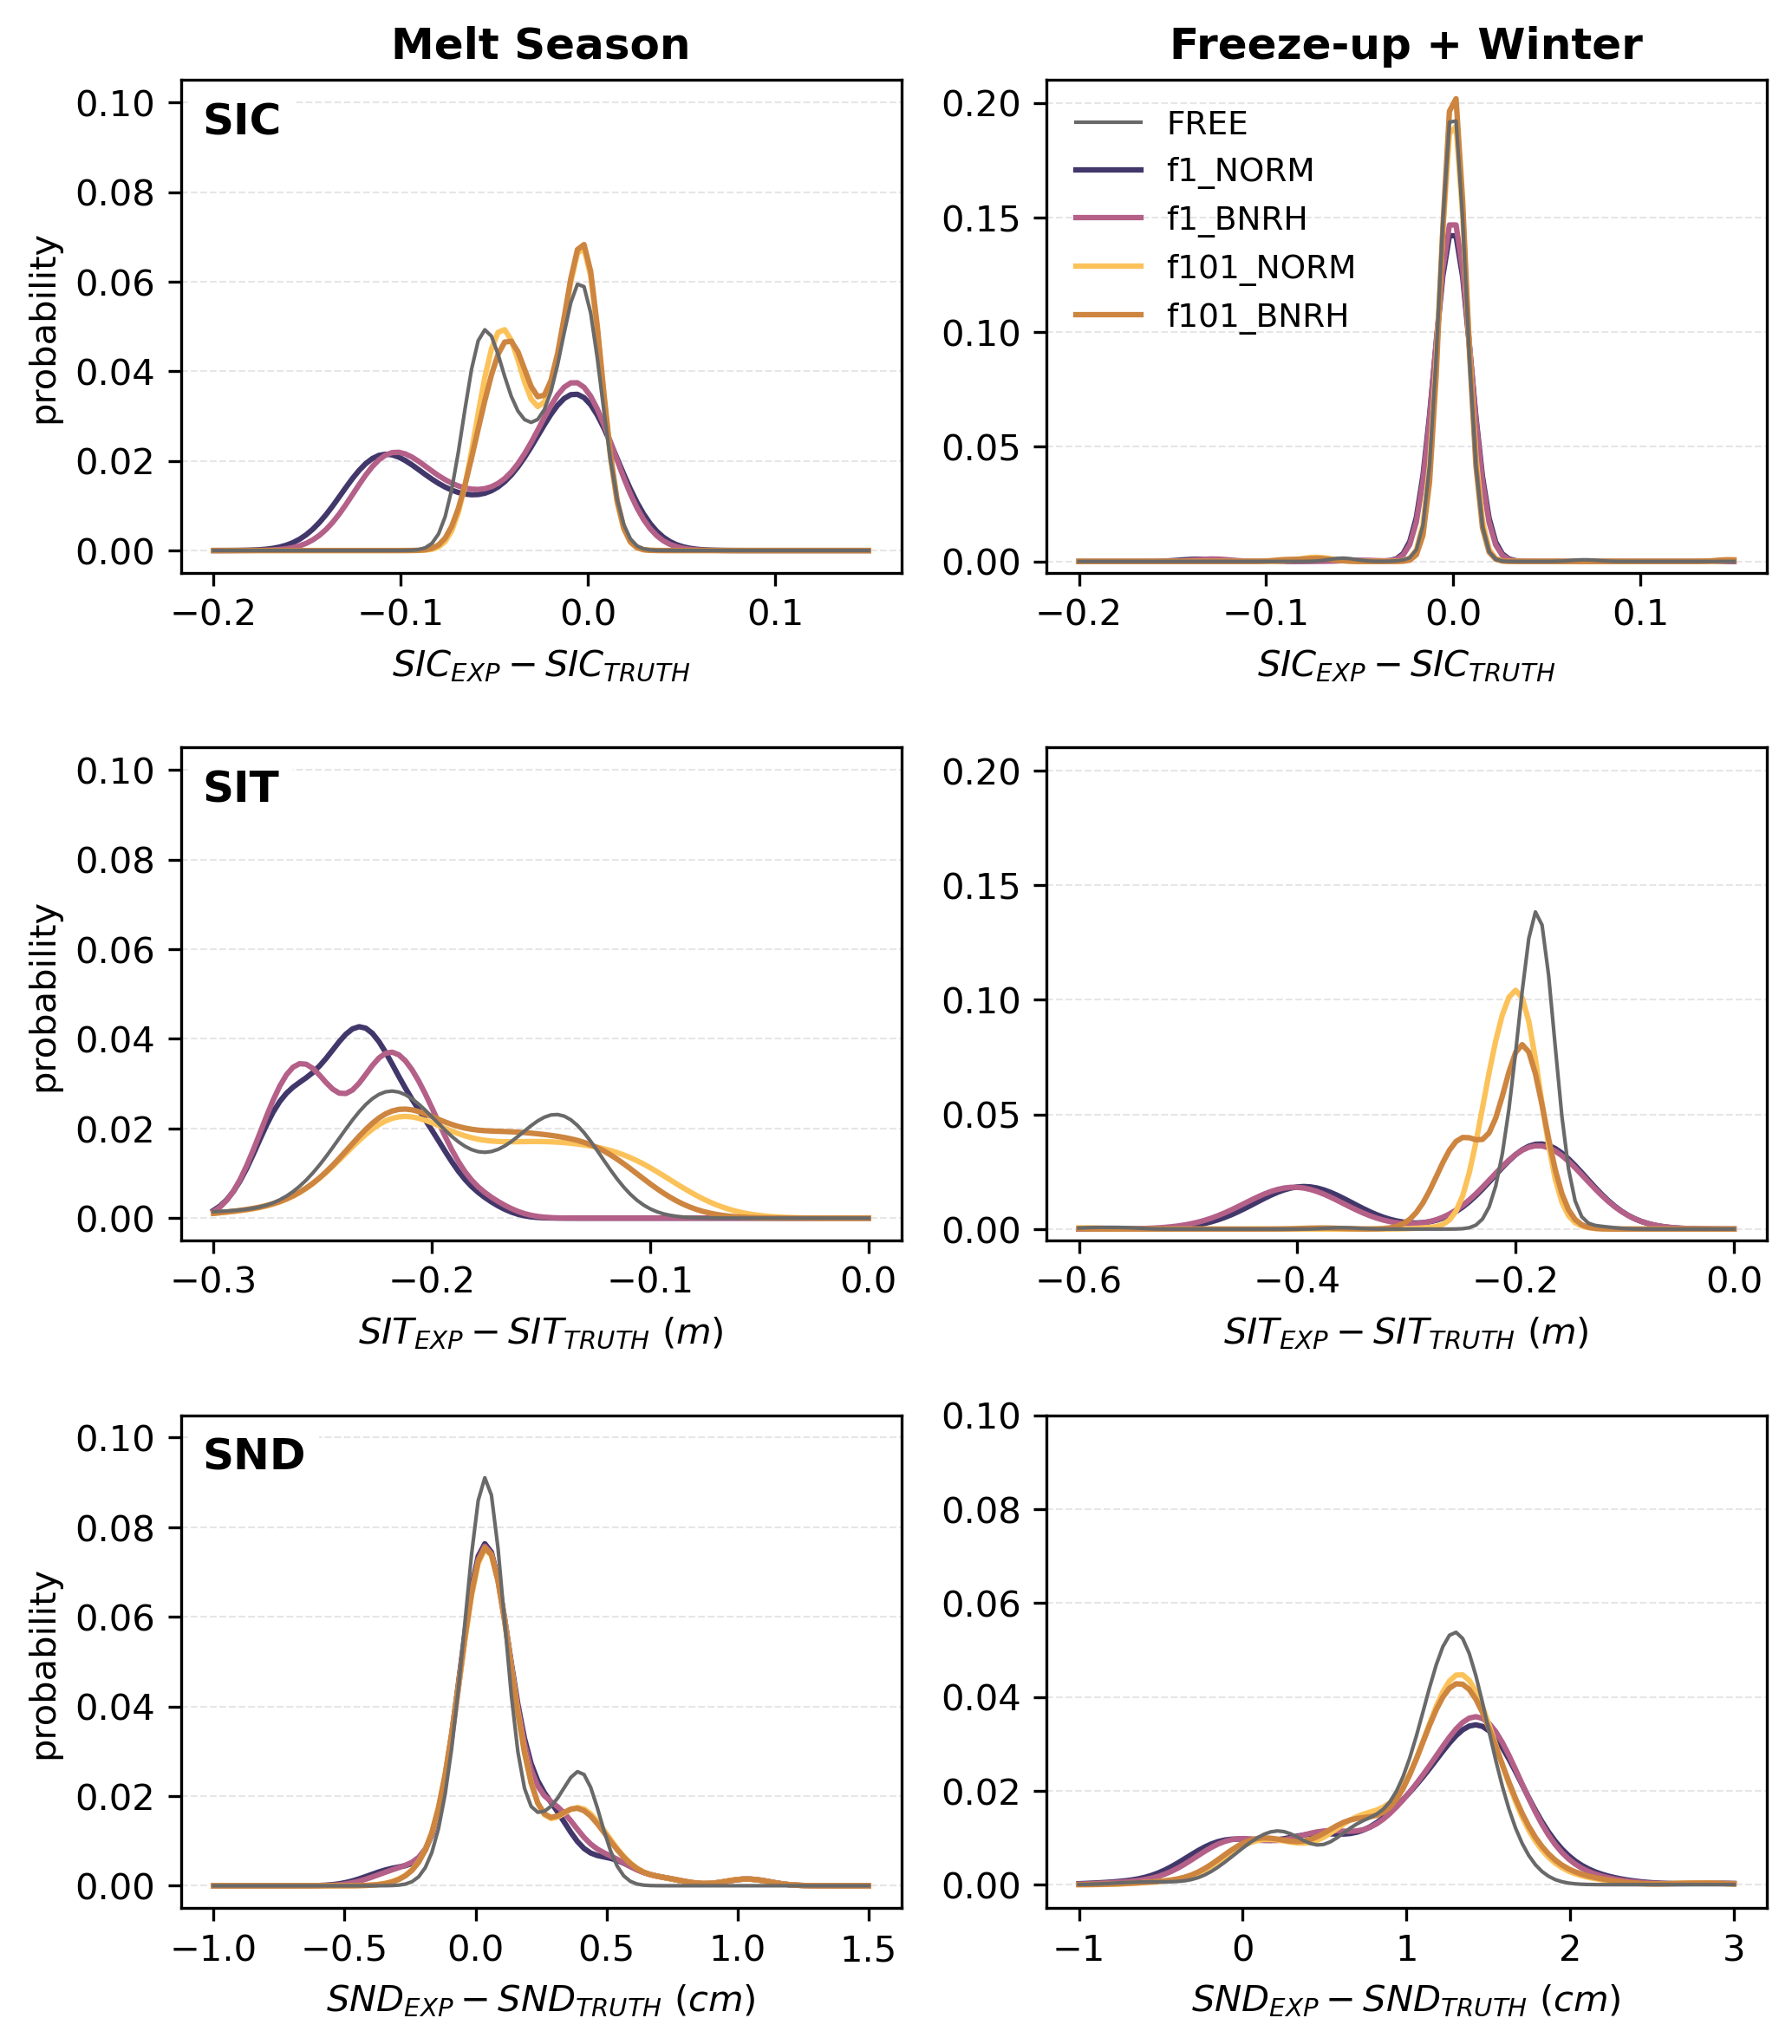 Melt Season
Freeze-up + Winter
0.10
0.08
0.06
0.04
0.02
0.00
probability
SIC
−0.2 −0.1 0.0 0.1
SIC_EXP − SIC_TRUTH
0.20
0.15
0.10
0.05
0.00
FREE
f1_NORM
f1_BNRH
f101_NORM
f101_BNRH
−0.2 −0.1 0.0 0.1
SIC_EXP − SIC_TRUTH
0.10
0.08
0.06
0.04
0.02
0.00
probability
SIT
−0.3 −0.2 −0.1 0.0
SIT_EXP − SIT_TRUTH (m)
0.20
0.15
0.10
0.05
0.00
−0.6 −0.4 −0.2 0.0
SIT_EXP − SIT_TRUTH (m)
0.10
0.08
0.06
0.04
0.02
0.00
probability
SND
−1.0 −0.5 0.0 0.5 1.0 1.5
SND_EXP − SND_TRUTH (cm)
0.10
0.08
0.06
0.04
0.02
0.00
−1 0 1 2 3
SND_EXP − SND_TRUTH (cm)